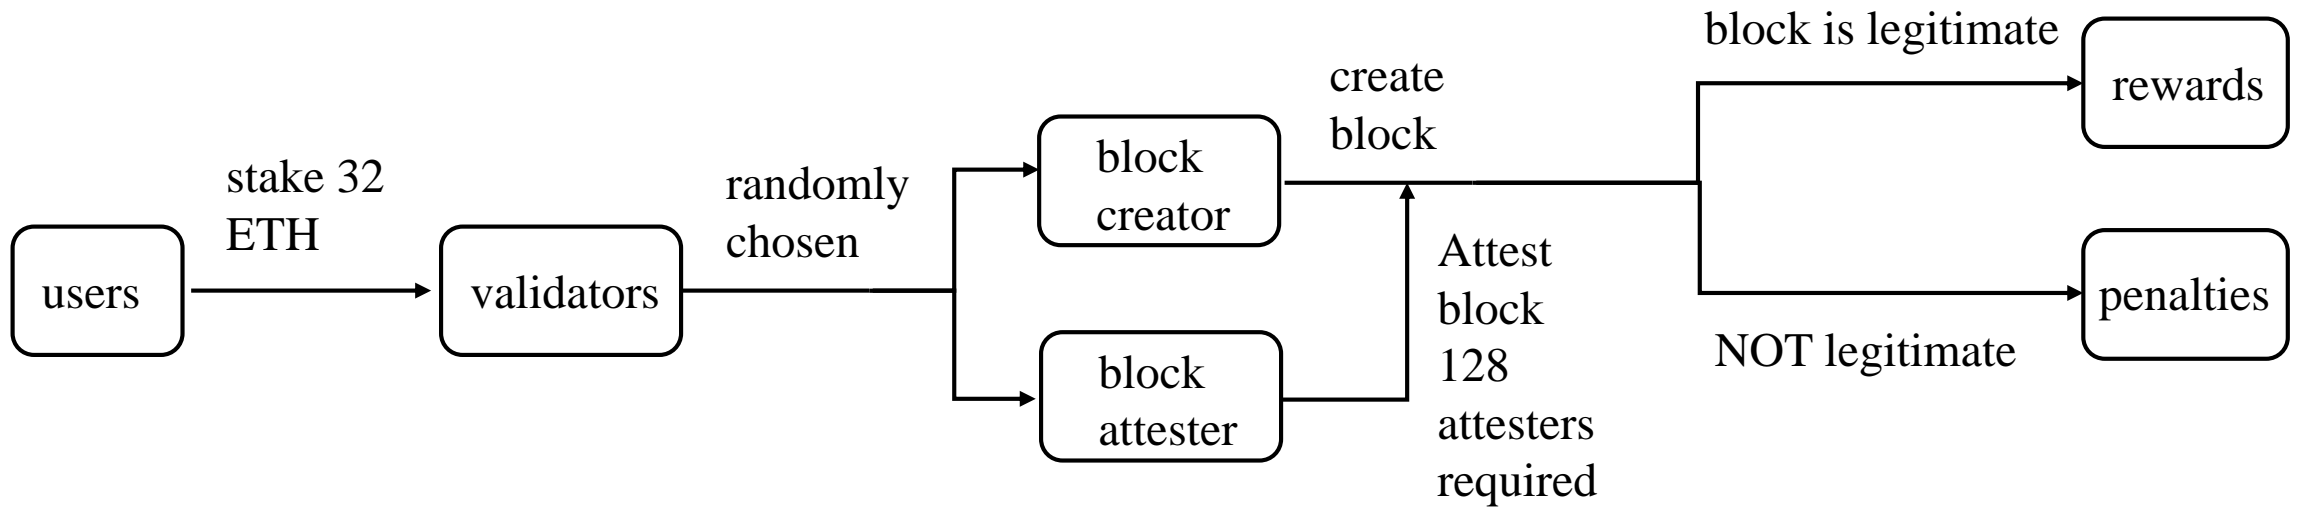 users
stake 32
ETH
validators
randomly
chosen
block
creator
block
attester
create
block
Attest
block
128
attesters
required
block is legitimate
rewards
NOT legitimate
penalties